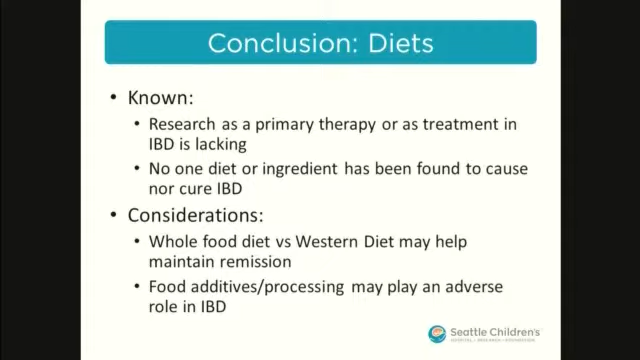 Conclusion: Diets
• Known:
• Research as a primary therapy or as treatment in
IBD is lacking
• No one diet or ingredient has been found to cause
nor cure IBD
• Considerations:
• Whole food diet vs Western Diet may help
maintain remission
• Food additives/processing may play an adverse
role in IBD
Seattle Children's
HOSPITAL • RESEARCH • FOUNDATION